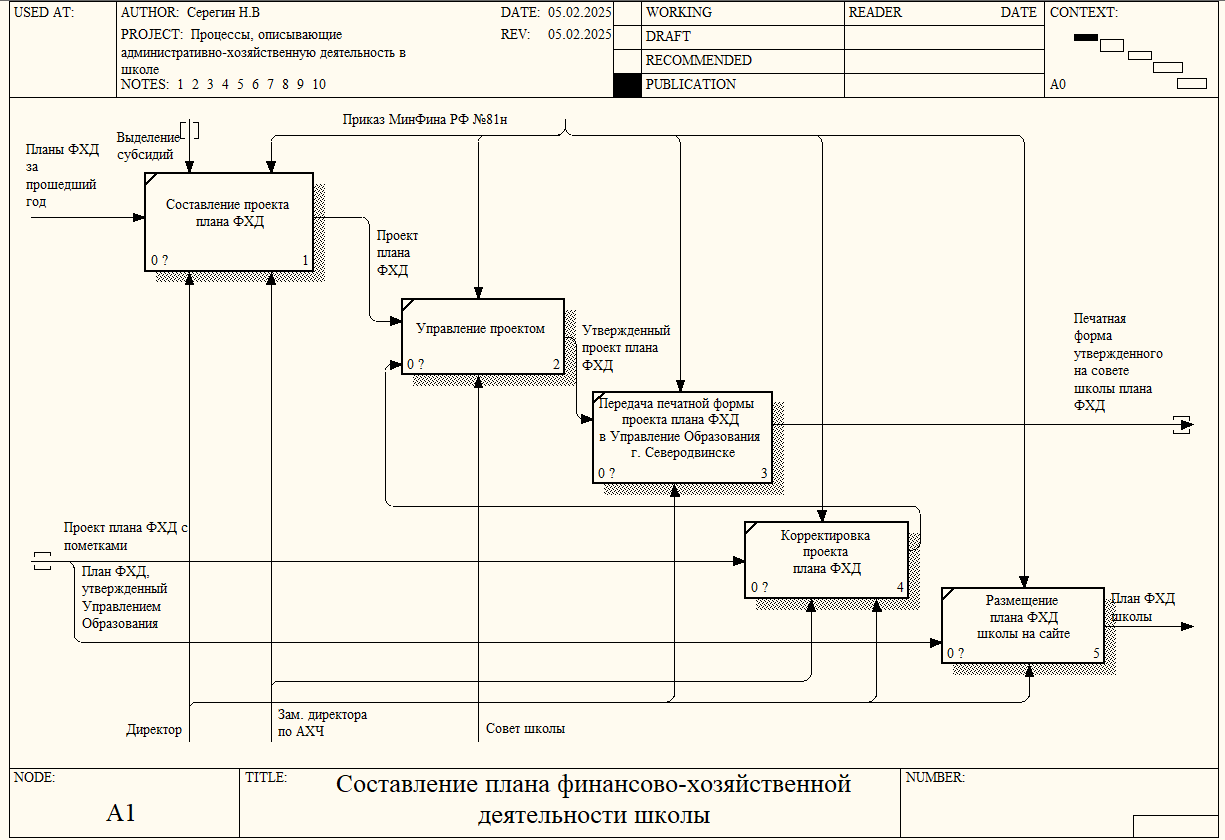 USED AT:
AUTHOR: Серегин Н.В
DATE: 05.02.2025
PROJECT: Процессы, описывающие
административно-хозяйственную деятельность в
школе
REV: 05.02.2025
NOTES: 1 2 3 4 5 6 7 8 9 10
WORKING
DRAFT
RECOMMENDED
PUBLICATION
READER DATE
CONTEXT:
A0
Приказ МинФина РФ №81н
Выделение
субсидий
Планы ФХД
за
прошедший
год
Составление проекта
плана ФХД
0 ? 1
Проект
плана
ФХД
Управление проектом
0 ? 2
Утвержденный
проект плана
ФХД
Печатная
форма
утвержденного
на совете
школы плана
ФХД
Передача печатной формы
проекта плана ФХД
в Управление Образования
г. Северодвинске
0 ? 3
Проект плана ФХД с
пометками
Корректировка
проекта
плана ФХД
0 ? 4
План ФХД,
утвержденный
Управлением
Образования
Размещение
плана ФХД
школы на сайте
0 ? 5
План ФХД
школы
Директор
Зам. директора
по АХЧ
Совет школы
NODE:
A1
TITLE:
Составление плана финансово-хозяйственной
деятельности школы
NUMBER: